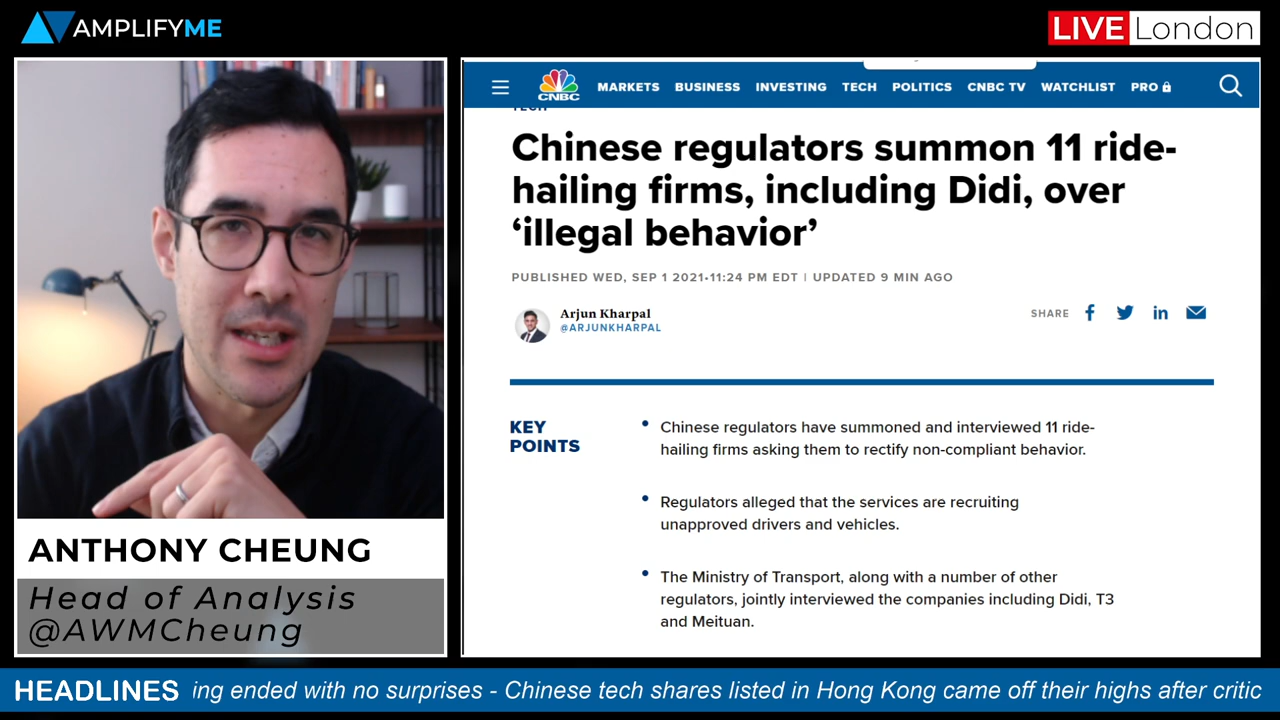 AMPLIFYME
LIVE London
CNBC
MARKETS BUSINESS INVESTING TECH POLITICS CNBC TV WATCHLIST PRO
TECH
Chinese regulators summon 11 ride-
hailing firms, including Didi, over
‘illegal behavior’
PUBLISHED WED, SEP 1 2021•11:24 PM EDT | UPDATED 9 MIN AGO
Arjun Kharpal
@ARJUNKHARPAL
SHARE
KEY
POINTS
• Chinese regulators have summoned and interviewed 11 ride-
hailing firms asking them to rectify non-compliant behavior.
• Regulators alleged that the services are recruiting
unapproved drivers and vehicles.
• The Ministry of Transport, along with a number of other
regulators, jointly interviewed the companies including Didi, T3
and Meituan.
ANTHONY CHEUNG
Head of Analysis
@AWMCheung
HEADLINES ing ended with no surprises - Chinese tech shares listed in Hong Kong came off their highs after critic